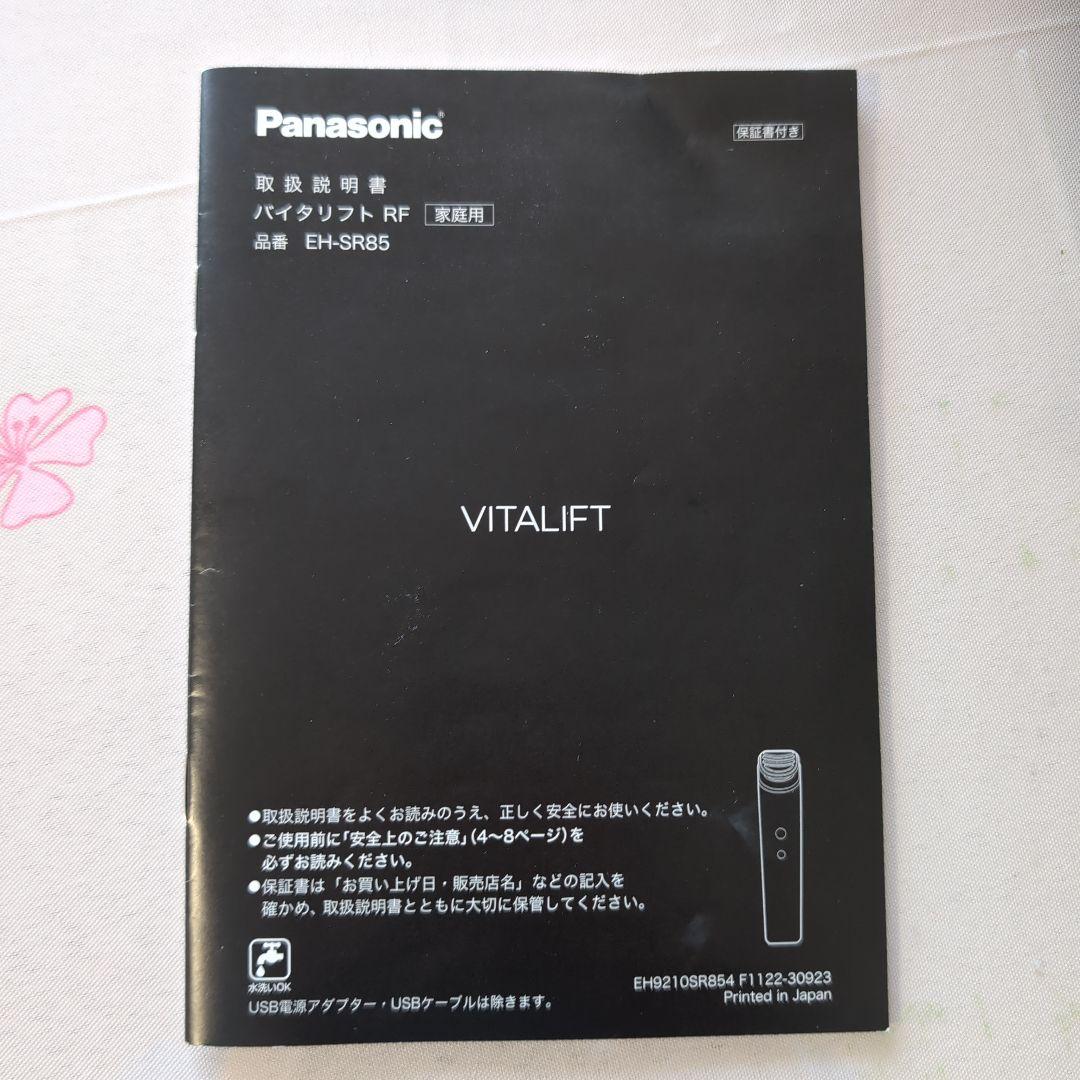 Panasonic®
保証書付き
取扱説明書
バイタリフト RF 家庭用
品番 EH-SR85
VITALIFT
●取扱説明書をよくお読みのうえ、正しく安全にお使いください。
●ご使用前に「安全上のご注意」(4～8ページ)を
必ずお読みください。
●保証書は「お買い上げ日・販売店名」などの記入を
確かめ、取扱説明書とともに大切に保管してください。
水洗いOK
USB電源アダプター・USBケーブルは除きます。
EH9210SR854 F1122-30923
Printed in Japan